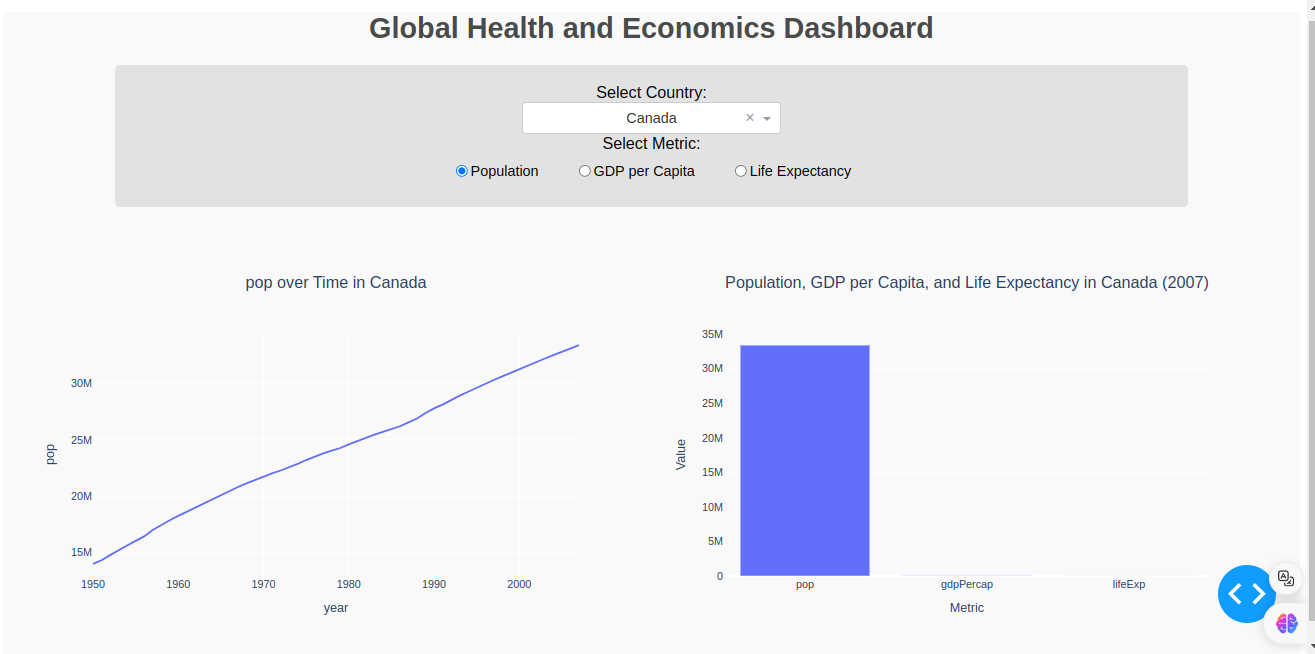 Global Health and Economics Dashboard
Select Country:
Canada × 
Select Metric:
Population GDP per Capita Life Expectancy
pop over Time in Canada
30M
25M
20M
15M
pop
1950 1960 1970 1980 1990 2000
year
Population, GDP per Capita, and Life Expectancy in Canada (2007)
35M
30M
25M
20M
15M
10M
5M
0
Value
pop gdpPercap lifeExp
Metric